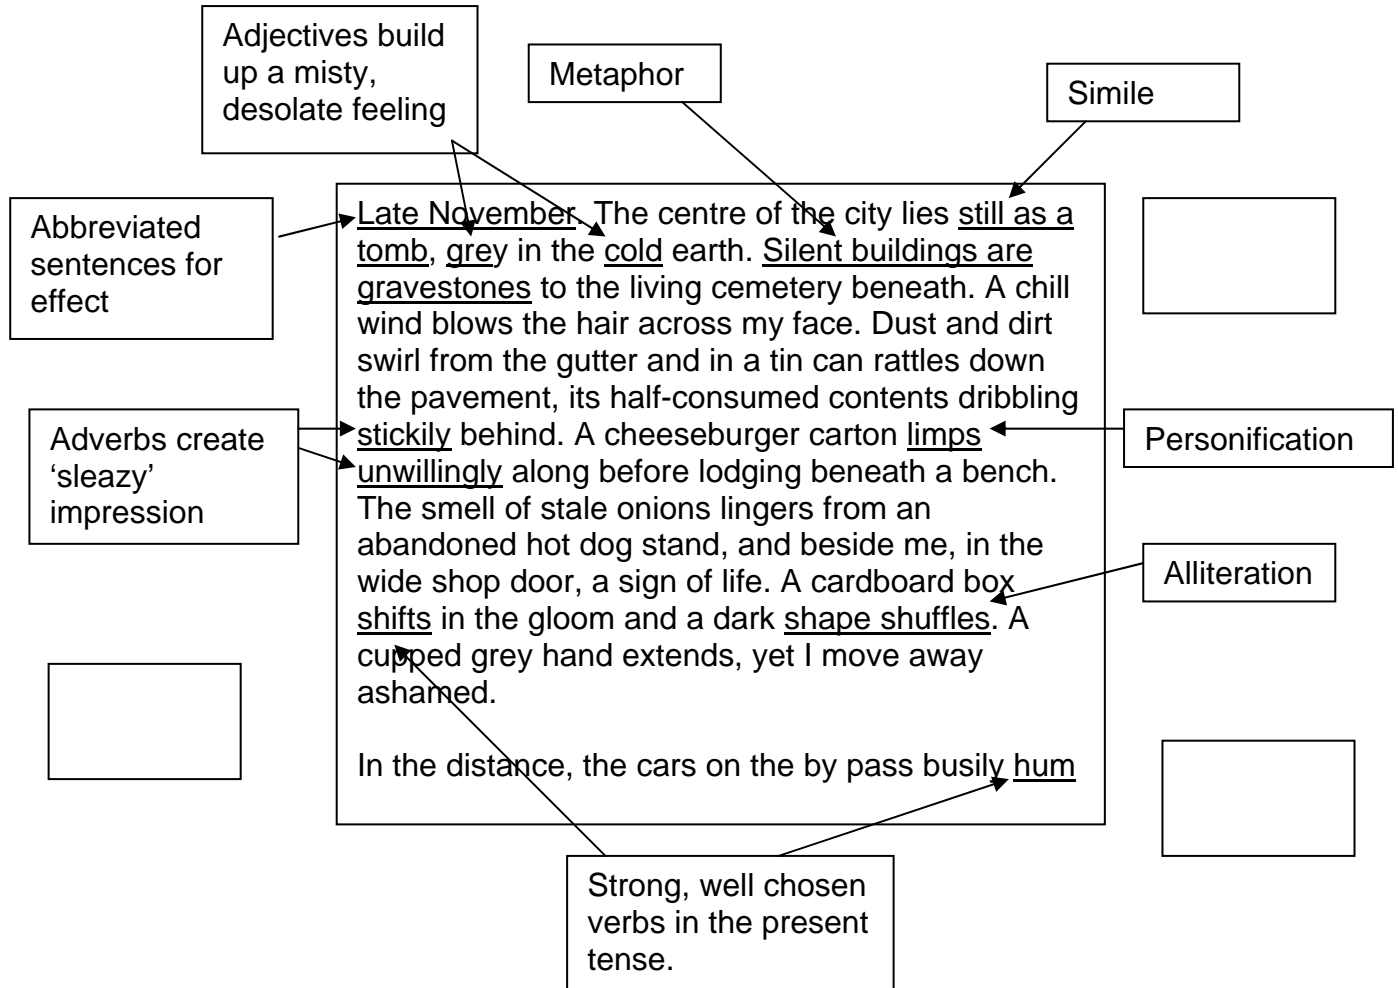 Adjectives build
up a misty,
desolate feeling
Metaphor
Simile
Abbreviated
sentences for
effect
Late November. The centre of the city lies still as a
tomb, grey in the cold earth. Silent buildings are
gravestones to the living cemetery beneath. A chill
wind blows the hair across my face. Dust and dirt
swirl from the gutter and in a tin can rattles down
the pavement, its half-consumed contents dribbling
stickily behind. A cheeseburger carton limps
unwillingly along before lodging beneath a bench.
The smell of stale onions lingers from an
abandoned hot dog stand, and beside me, in the
wide shop door, a sign of life. A cardboard box
shifts in the gloom and a dark shape shuffles. A
cupped grey hand extends, yet I move away
ashamed.
In the distance, the cars on the by pass busily hum
Adverbs create
‘sleazy’
impression
Personification
Alliteration
Strong, well chosen
verbs in the present
tense.